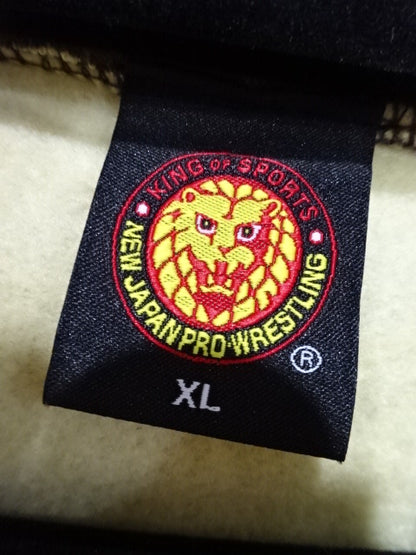 KING OF SPORTS
NEW JAPAN PRO-WRESTLING
®
XL